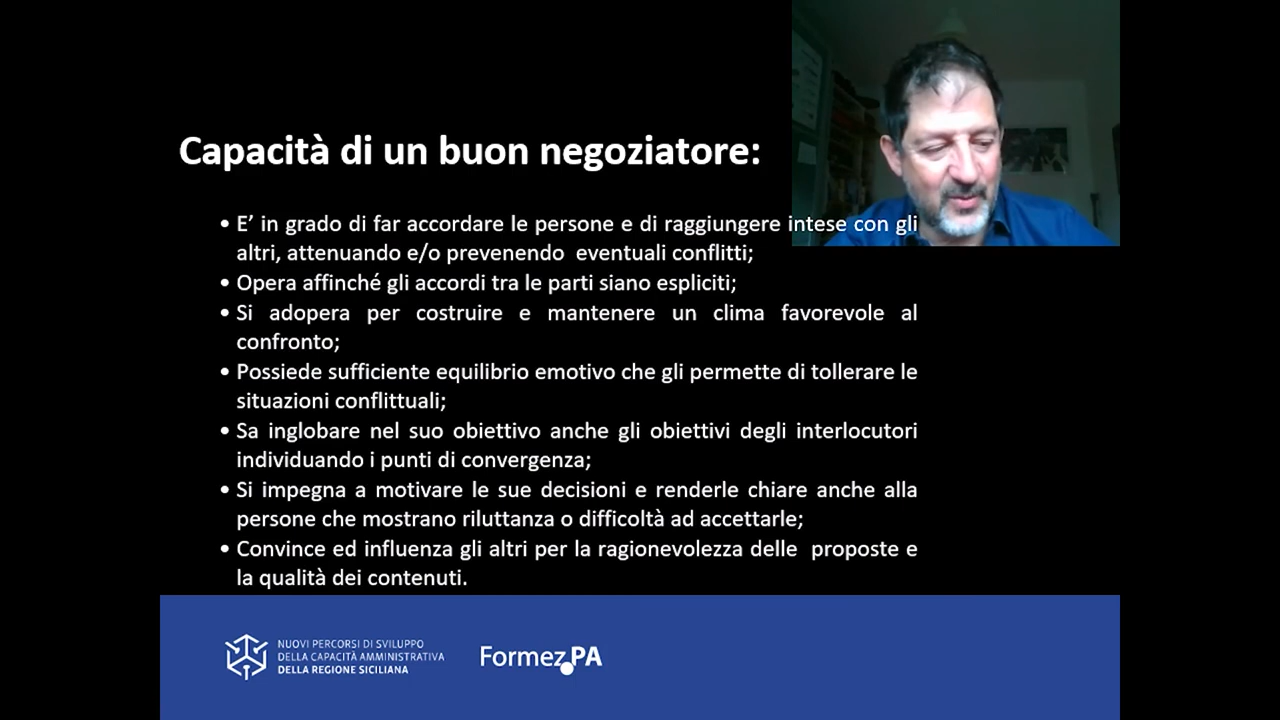 Capacità di un buon negoziatore:
• E’ in grado di far accordare le persone e di raggiungere intese con gli
altri, attenuando e/o prevenendo  eventuali conflitti;
• Opera affinché gli accordi tra le parti siano espliciti;
• Si adopera per costruire e mantenere un clima favorevole al
confronto;
• Possiede sufficiente equilibrio emotivo che gli permette di tollerare le
situazioni conflittuali;
• Sa inglobare nel suo obiettivo anche gli obiettivi degli interlocutori
individuando i punti di convergenza;
• Si impegna a motivare le sue decisioni e renderle chiare anche alla
persone che mostrano riluttanza o difficoltà ad accettarle;
• Convince ed influenza gli altri per la ragionevolezza delle  proposte e
la qualità dei contenuti.
NUOVI PERCORSI DI SVILUPPO
DELLA CAPACITÀ AMMINISTRATIVA
DELLA REGIONE SICILIANA
Formez PA